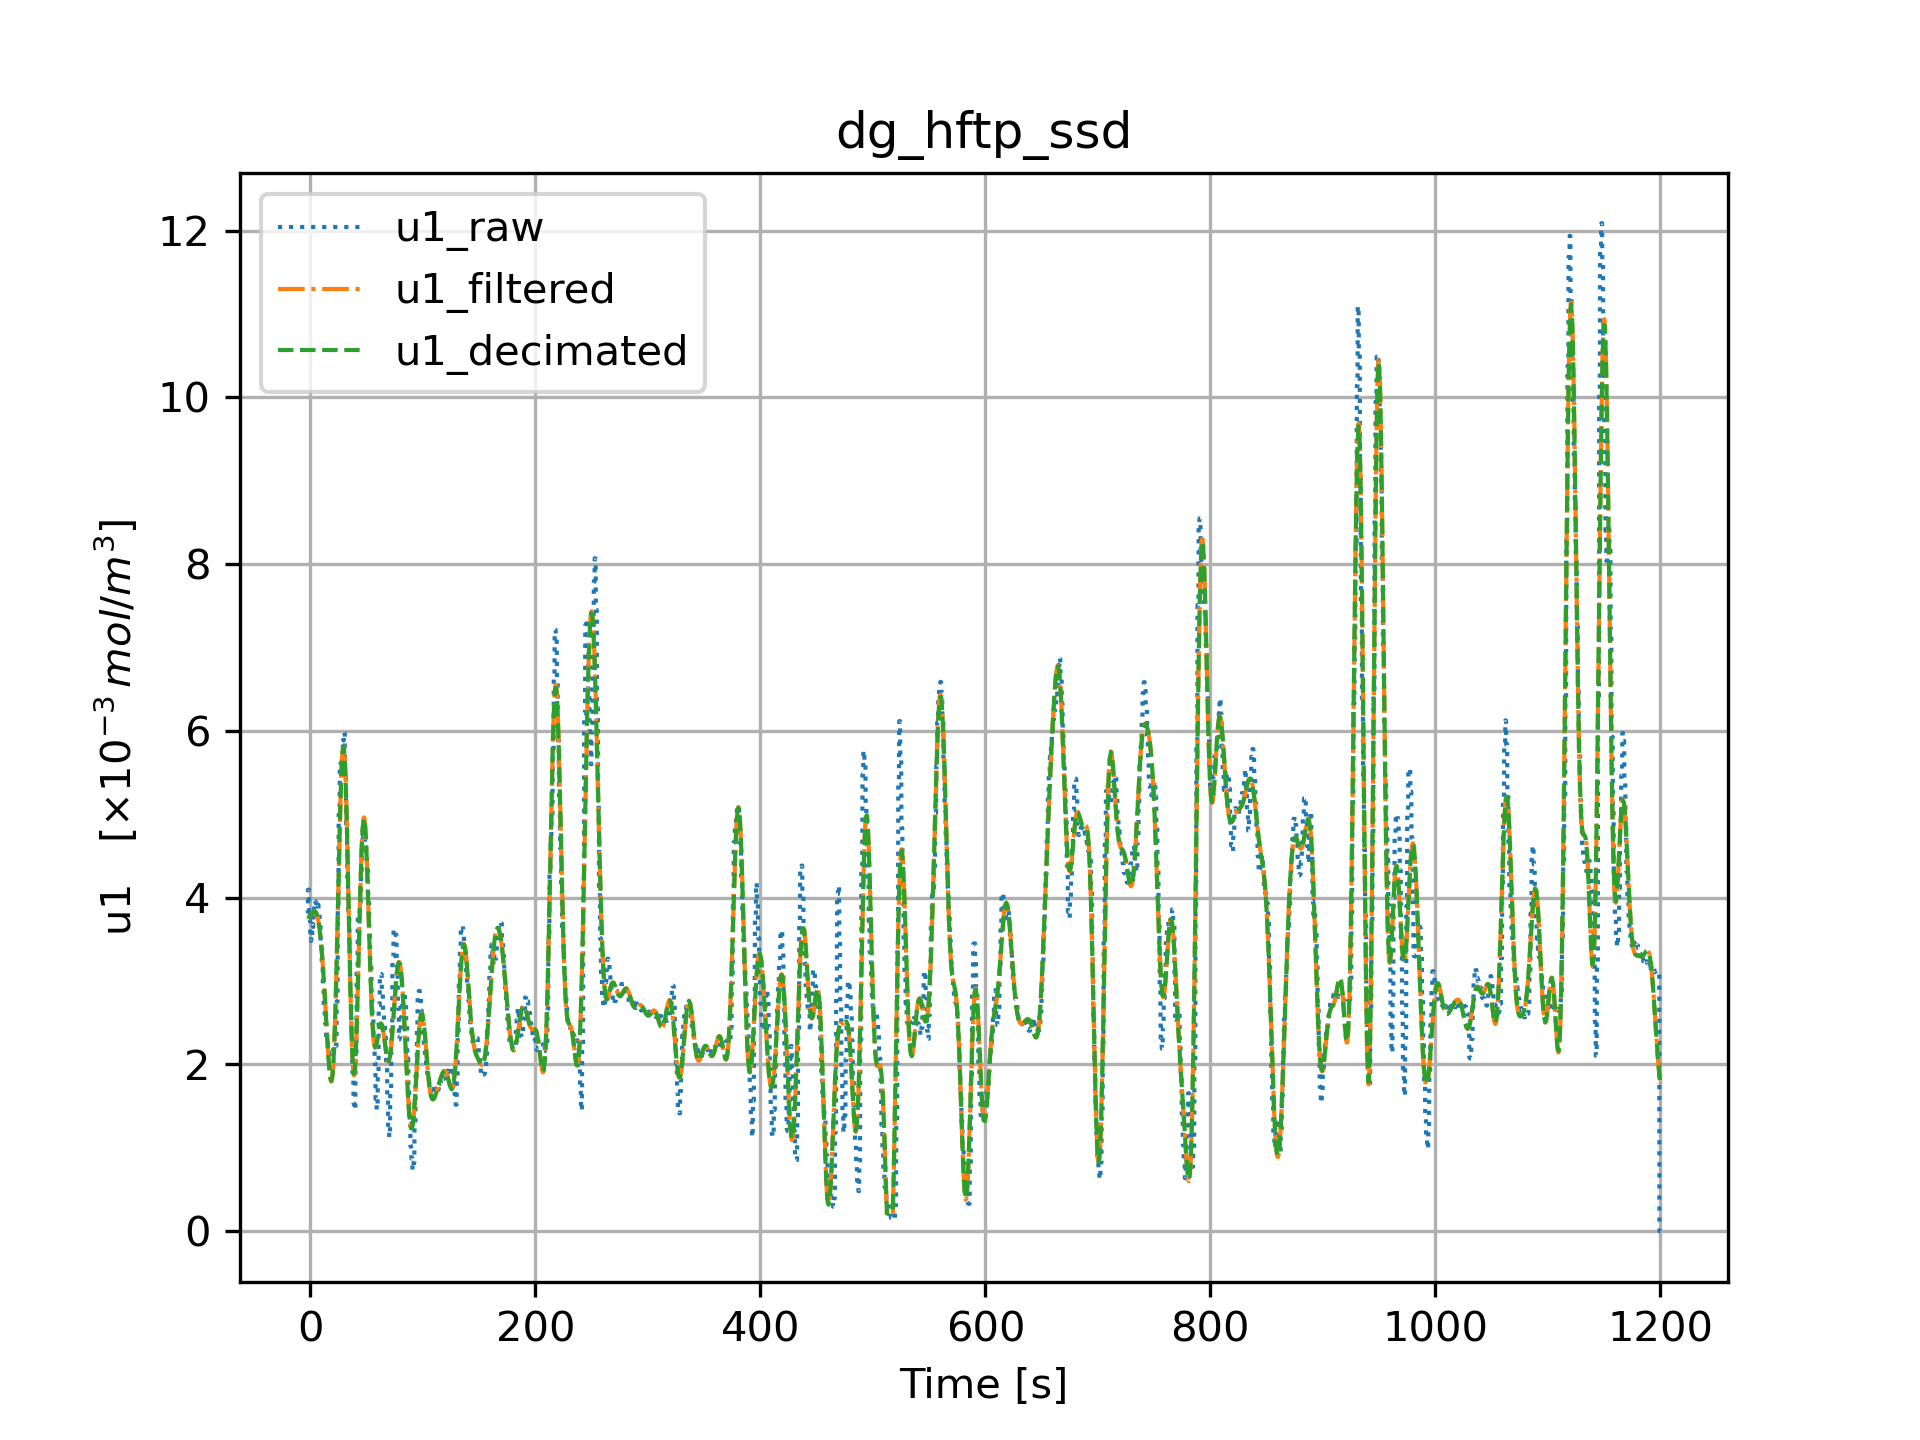 dg_hftp_ssd
u1_raw
u1_filtered
u1_decimated
12
10
8
6
4
2
0
u1 [×10⁻³ mol/m³]
0 200 400 600 800 1000 1200
Time [s]